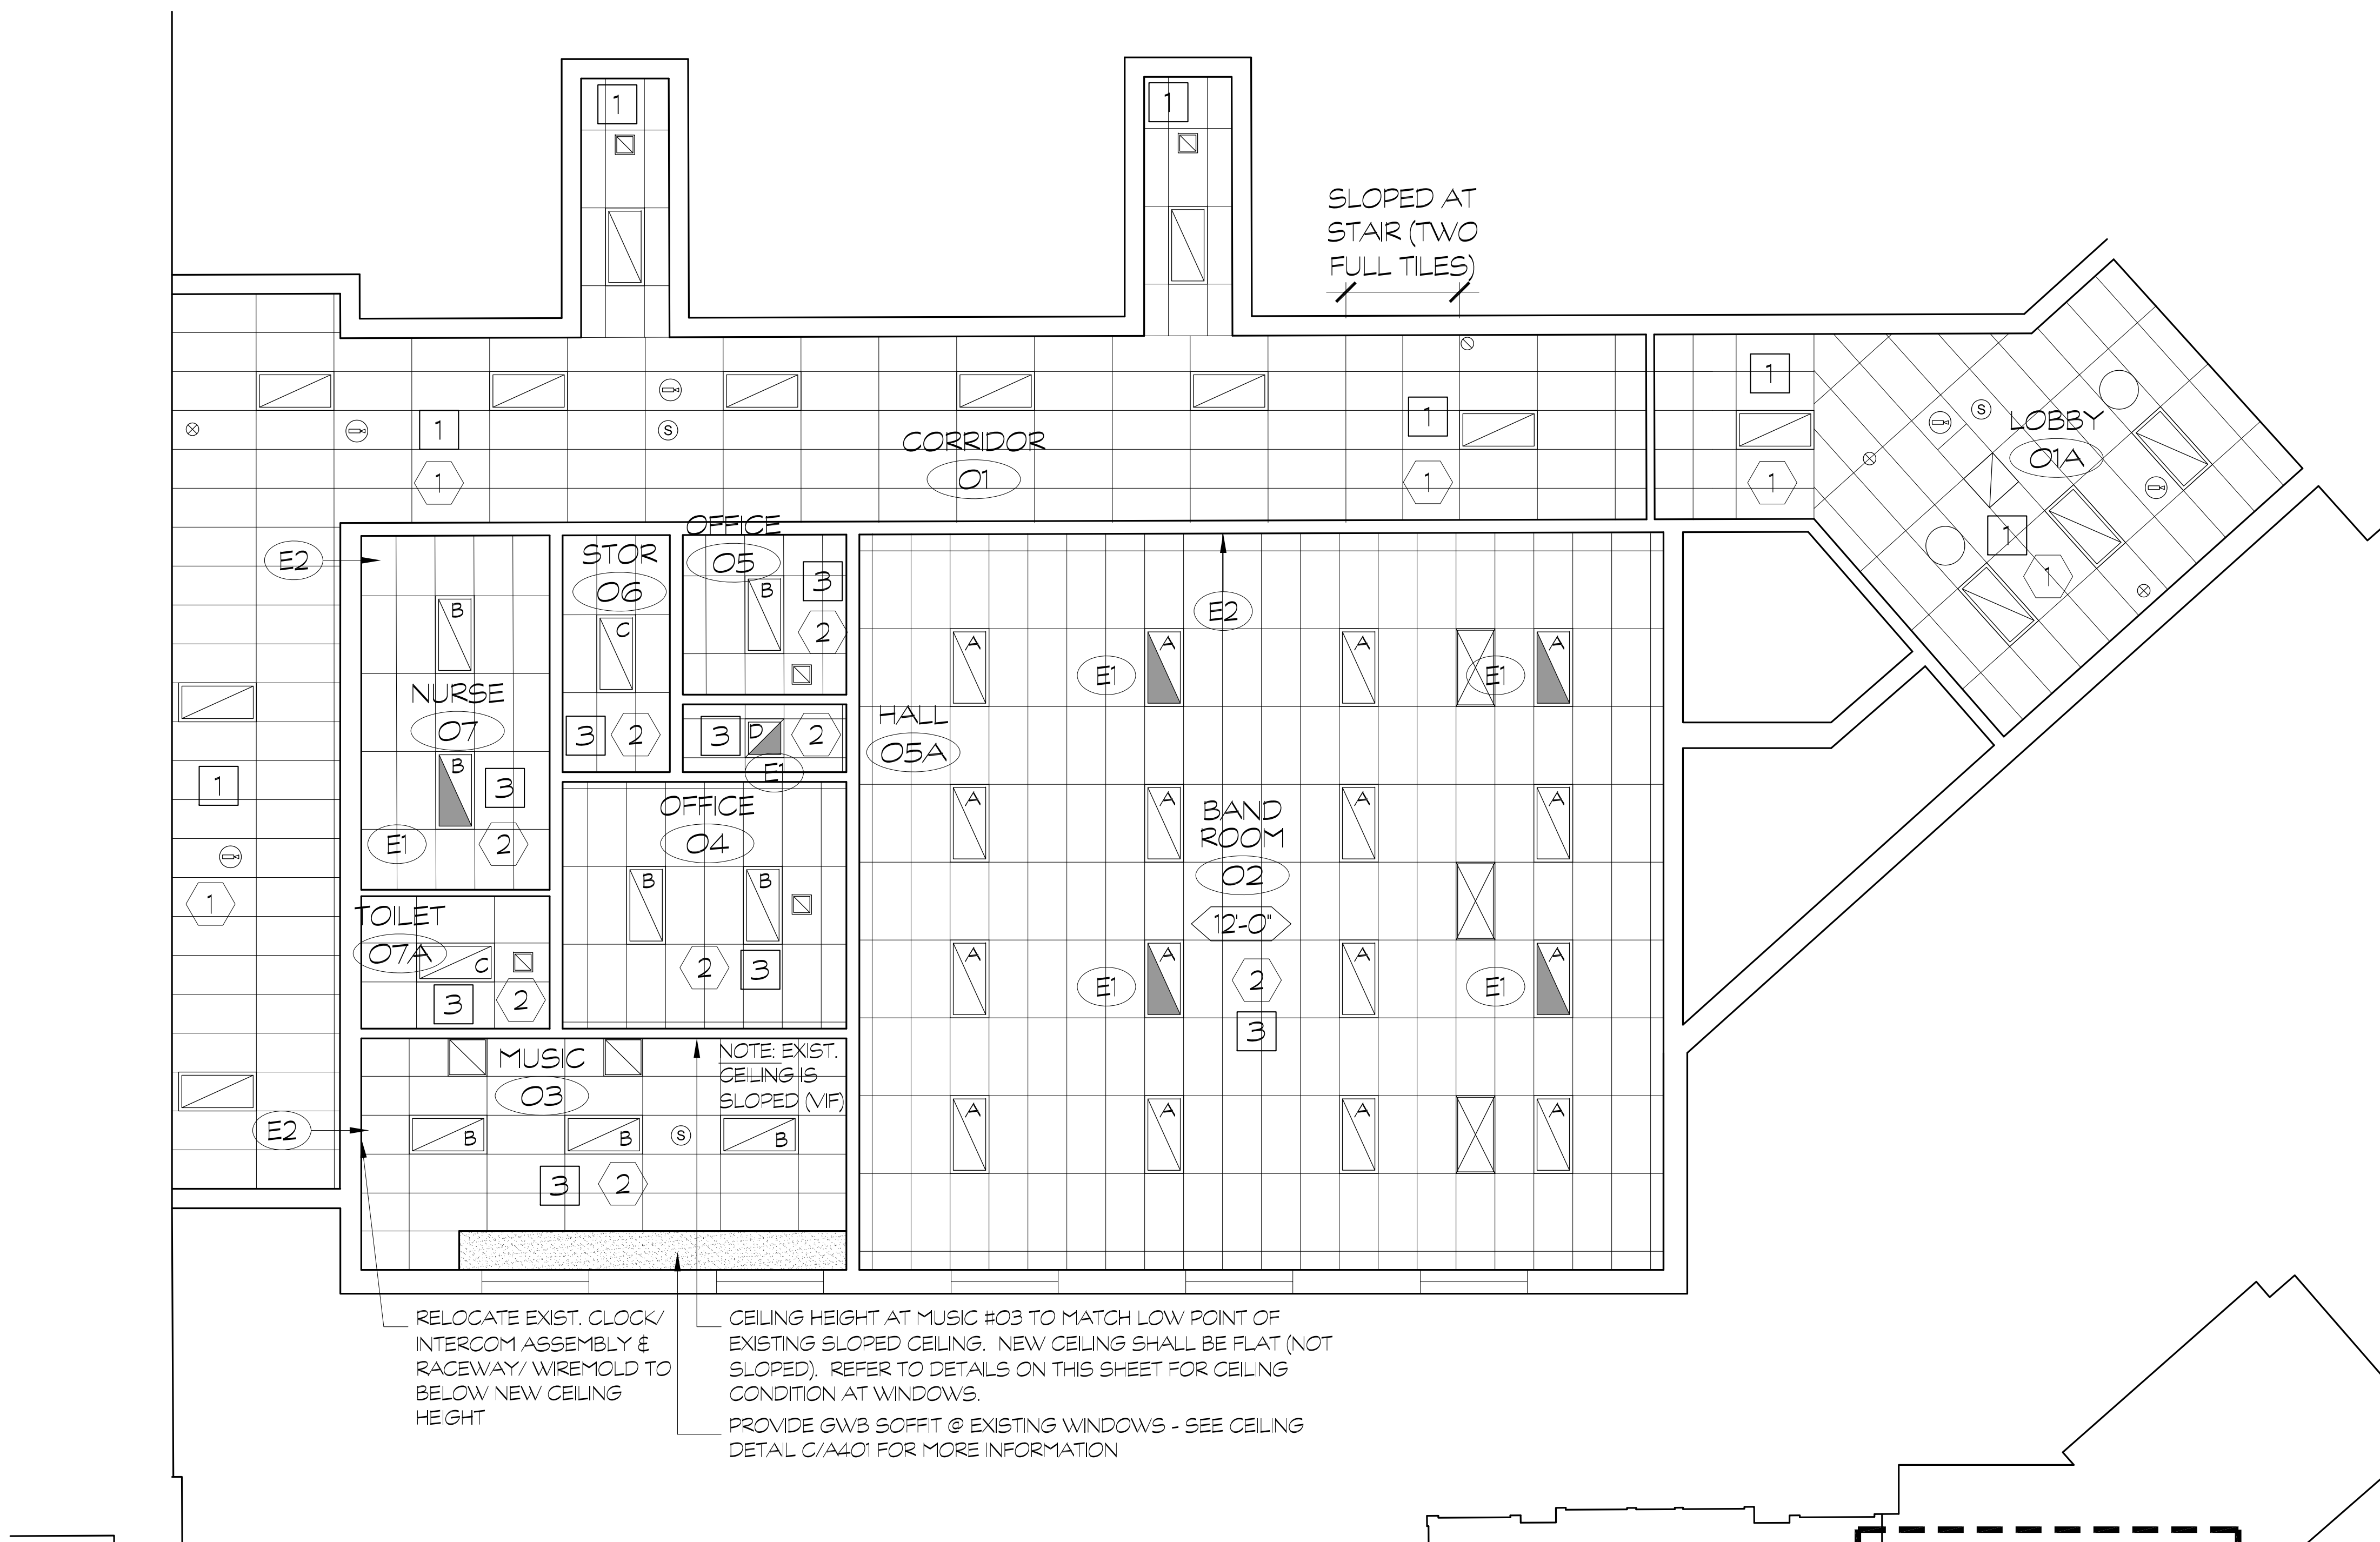 1
1
SLOPED AT
STAIR (TWO
FULL TILES)
1
S
1
S
1
CORRIDOR
01
1
1
1
LOBBY
01A
1
1
E2
NURSE
07
B
B
3
E1
2
STOR
06
C
3
2
OFFICE
05
B
3
2
3
D
2
E1
HALL
05A
E2
A
E1
A
A
E1
A
A
A
A
A
BAND
ROOM
02
12'-0"
2
3
A
E1
A
A
E1
A
A
A
A
A
OFFICE
04
B
B
2
3
1
1
TOILET
07A
C
3
2
E2
MUSIC
03
NOTE: EXIST.
CEILING IS
SLOPED (VIF)
B
B
S
B
3
2
RELOCATE EXIST. CLOCK/
INTERCOM ASSEMBLY &
RACEWAY/ WIREMOLD TO
BELOW NEW CEILING
HEIGHT
CEILING HEIGHT AT MUSIC #03 TO MATCH LOW POINT OF
EXISTING SLOPED CEILING. NEW CEILING SHALL BE FLAT (NOT
SLOPED). REFER TO DETAILS ON THIS SHEET FOR CEILING
CONDITION AT WINDOWS.
PROVIDE GWB SOFFIT @ EXISTING WINDOWS - SEE CEILING
DETAIL C/A401 FOR MORE INFORMATION